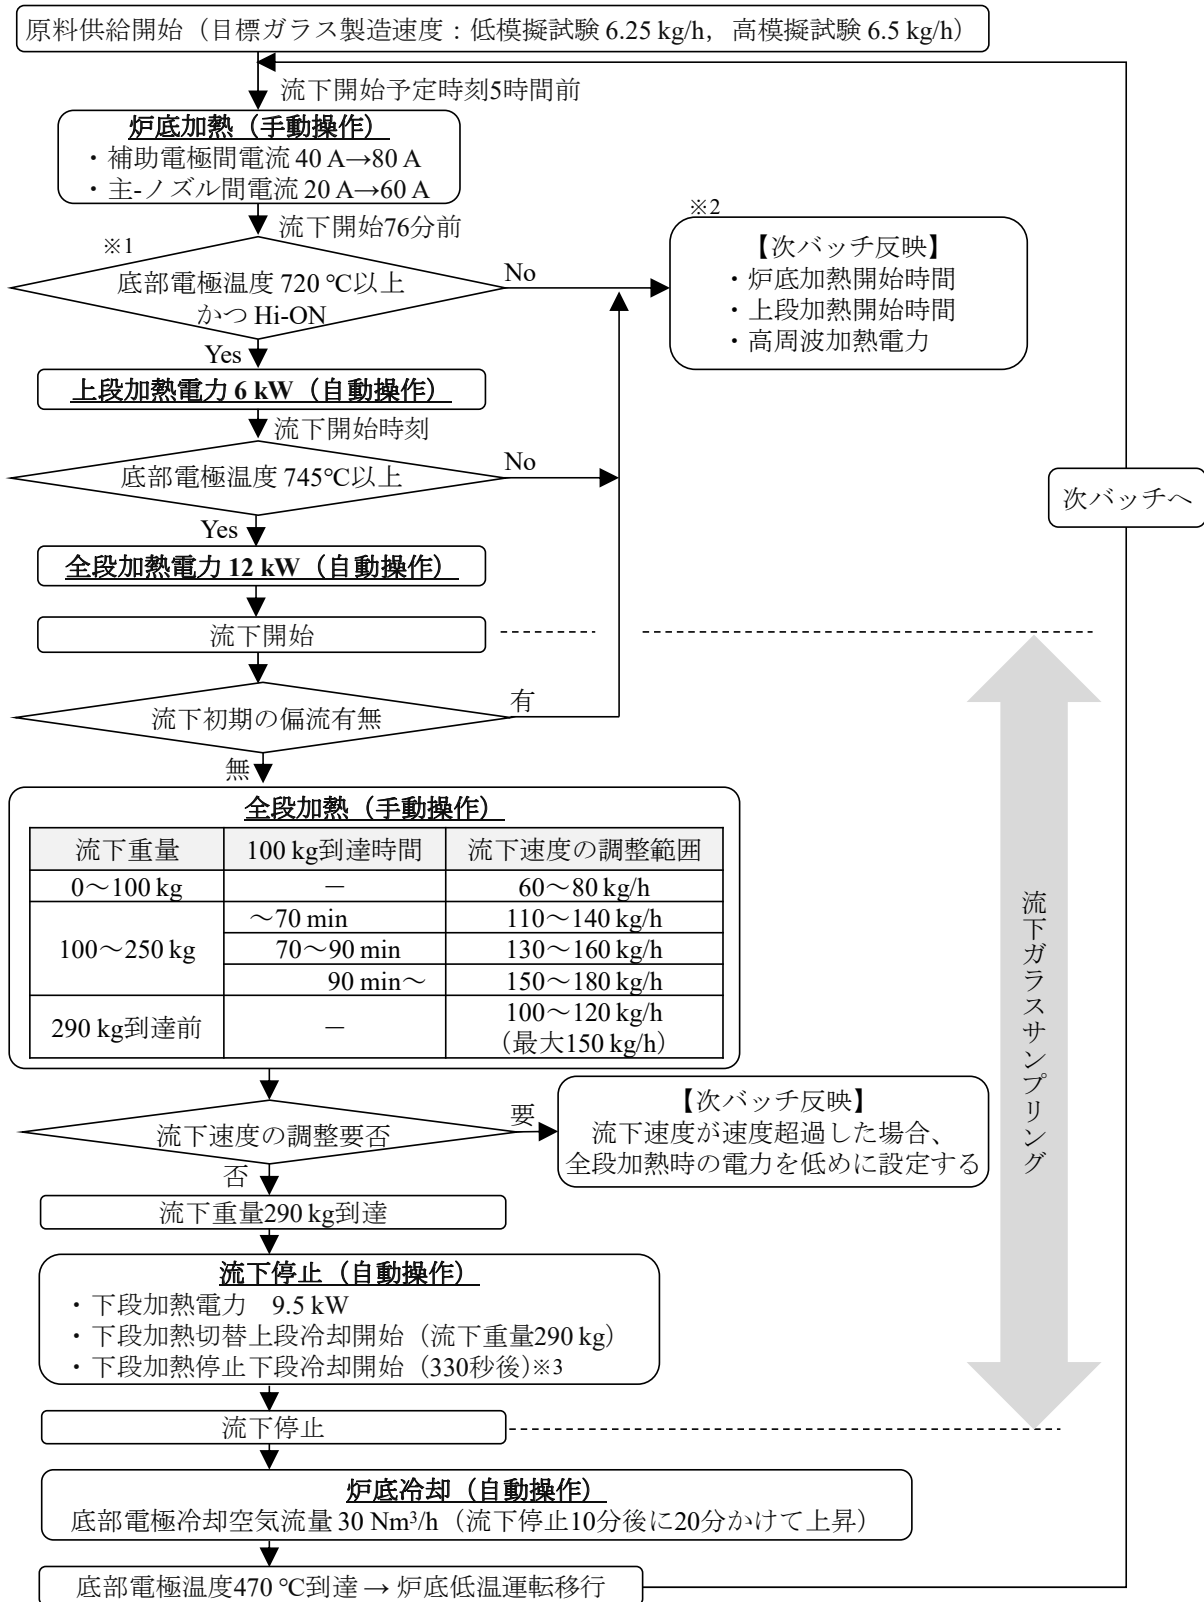 原料供給開始（目標ガラス製造速度：低模擬試験 6.25 kg/h，高模擬試験 6.5 kg/h）
流下開始予定時刻5時間前
炉底加熱（手動操作）
・補助電極間電流 40 A→80 A
・主-ノズル間電流 20 A→60 A
流下開始76分前
※1
底部電極温度 720 ℃以上
かつ Hi-ON
No
※2
【次バッチ反映】
・炉底加熱開始時間
・上段加熱開始時間
・高周波加熱電力
Yes
上段加熱電力 6 kW（自動操作）
流下開始時刻
底部電極温度 745℃以上
No
次バッチへ
Yes
全段加熱電力 12 kW（自動操作）
流下開始
流下初期の偏流有無
有
無
全段加熱（手動操作）
流下重量 100 kg到達時間 流下速度の調整範囲
0～100 kg － 60～80 kg/h
100～250 kg ～70 min 110～140 kg/h
70～90 min 130～160 kg/h
90 min～ 150～180 kg/h
290 kg到達前 － 100～120 kg/h
（最大150 kg/h）
流下ガラスサンプリング
流下速度の調整要否
要
【次バッチ反映】
流下速度が速度超過した場合、
全段加熱時の電力を低めに設定する
否
流下重量290 kg到達
流下停止（自動操作）
・下段加熱電力　9.5 kW
・下段加熱切替上段冷却開始（流下重量290 kg）
・下段加熱停止下段冷却開始（330秒後）※3
流下停止
炉底冷却（自動操作）
底部電極冷却空気流量 30 Nm³/h（流下停止10分後に20分かけて上昇）
底部電極温度470 ℃到達 → 炉底低温運転移行